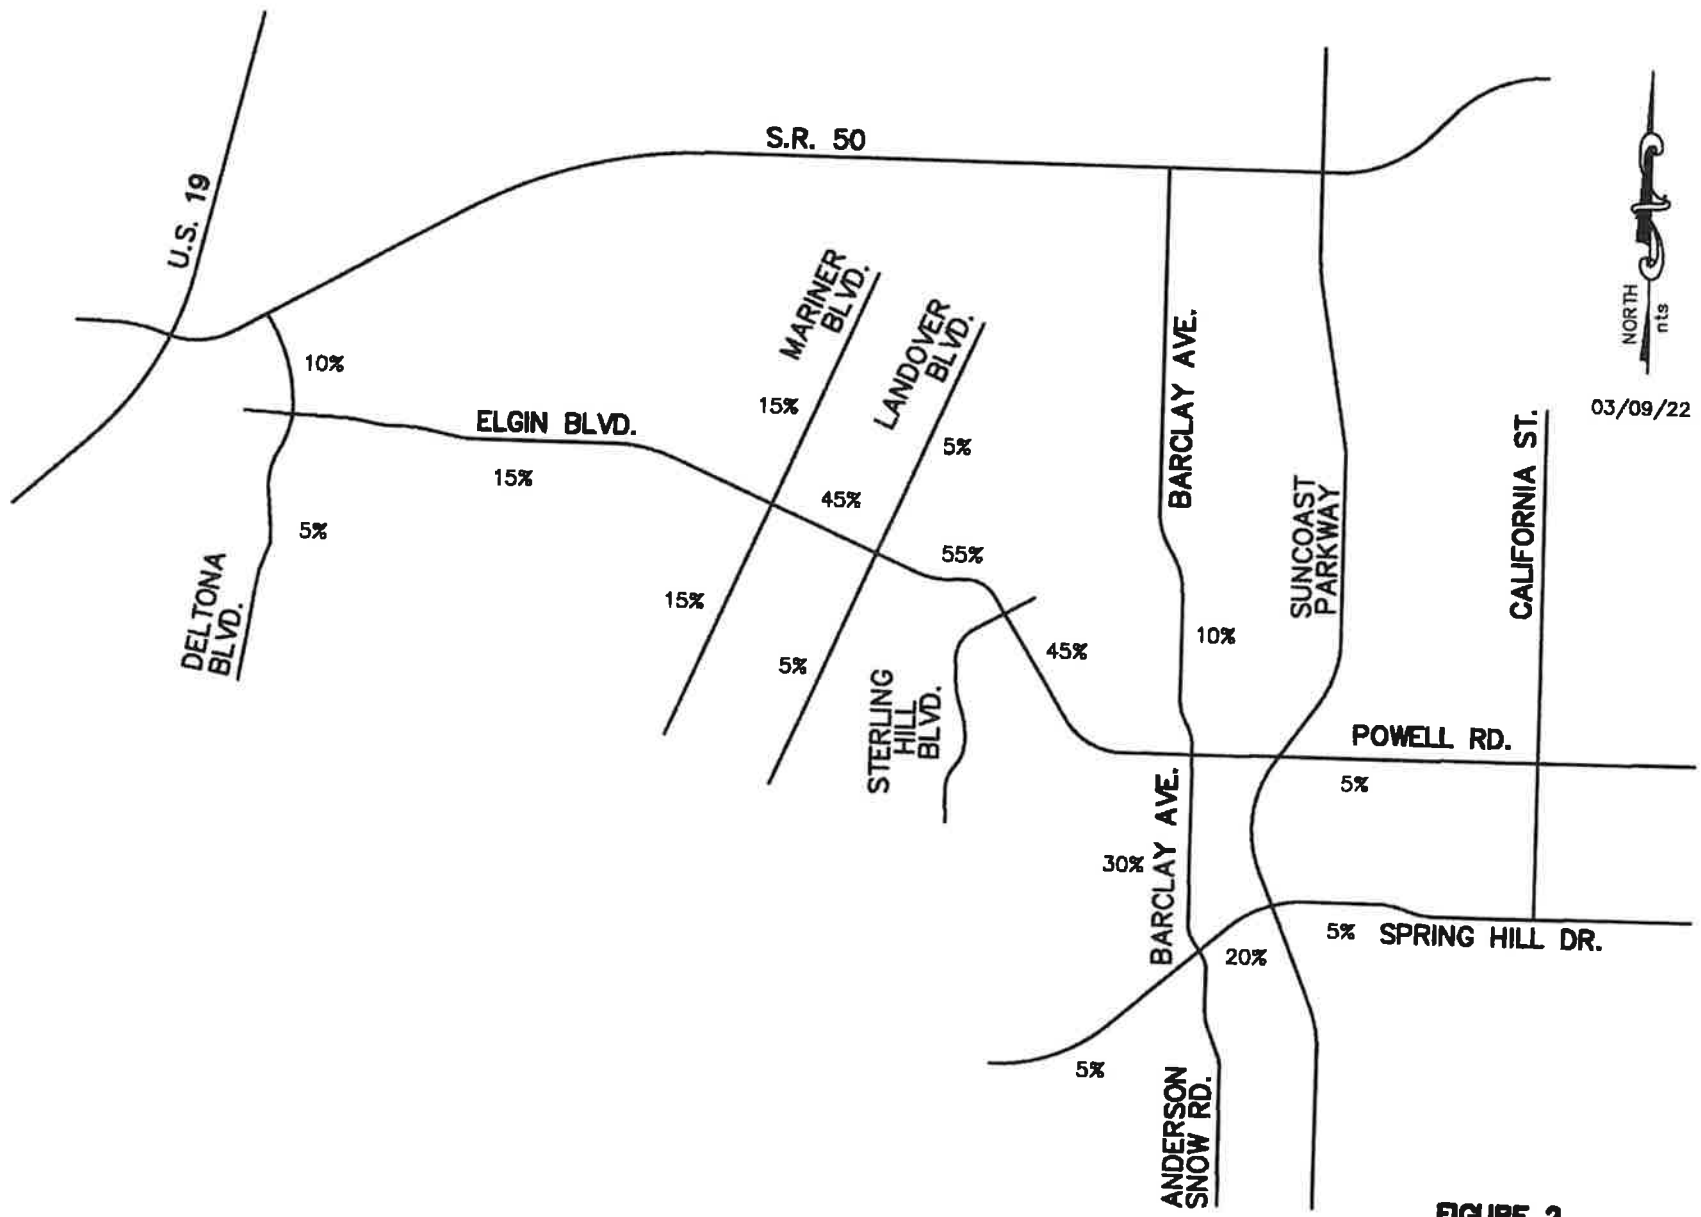 S.R. 50
U.S. 19
MARINER
BLVD.
LANDOVER
BLVD.
BARCLAY AVE.
NORTH
nts
03/09/22
10%
ELGIN BLVD.
15%
15%
5%
45%
5%
DELTONA
BLVD.
55%
15%
5%
STERLING
HILL
BLVD.
45%
10%
SUNCOAST
PARKWAY
CALIFORNIA ST.
POWELL RD.
5%
BARCLAY AVE.
30%
20%
5%
SPRING HILL DR.
5%
ANDERSON
SNOW RD.